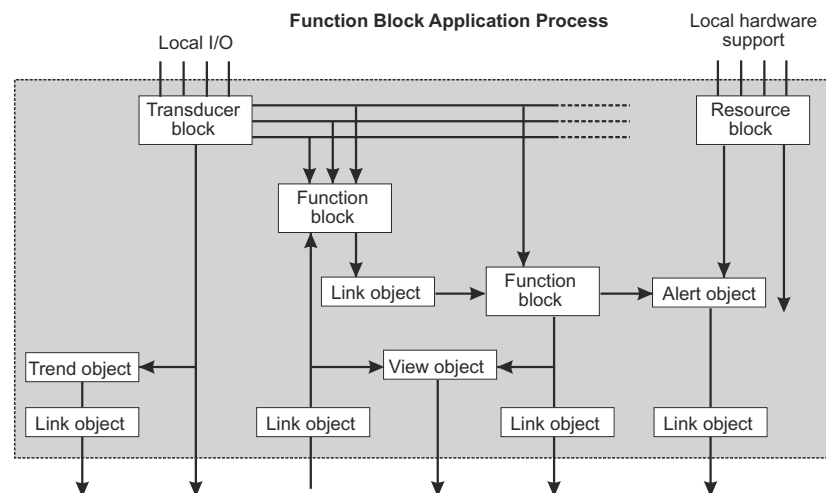 Function Block Application Process
Local I/O
Local hardware
support
Transducer
block
Resource
block
Function
block
Link object
Function
block
Alert object
Trend object
View object
Link object
Link object
Link object
Link object